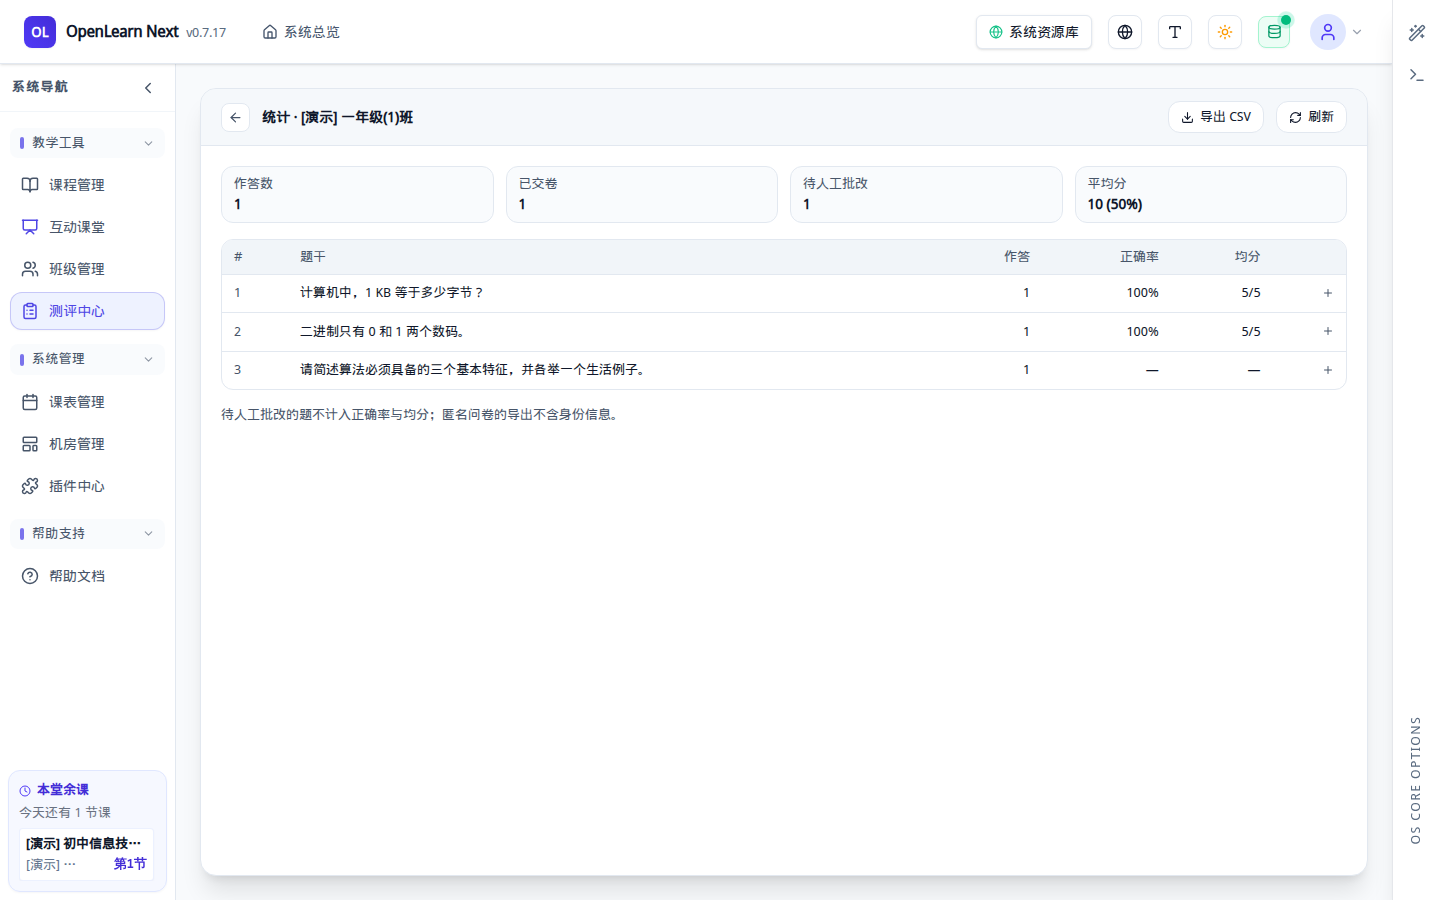 OL OpenLearn Next v0.7.17 系统总览 系统资源库
系统导航
教学工具
课程管理
互动课堂
班级管理
测评中心
系统管理
课表管理
机房管理
插件中心
帮助支持
帮助文档
本堂余课
今天还有 1 节课
[演示] 初中信息技···
[演示] ··· 第1节
统计 · [演示] 一年级(1)班 导出 CSV 刷新
作答数 已交卷 待人工批改 平均分
1 1 1 10 (50%)
# 题干 作答 正确率 均分
1 计算机中，1 KB 等于多少字节？ 1 100% 5/5 +
2 二进制只有 0 和 1 两个数码。 1 100% 5/5 +
3 请简述算法必须具备的三个基本特征，并各举一个生活例子。 1 — — +
待人工批改的题不计入正确率与均分；匿名问卷的导出不含身份信息。
OS CORE OPTIONS